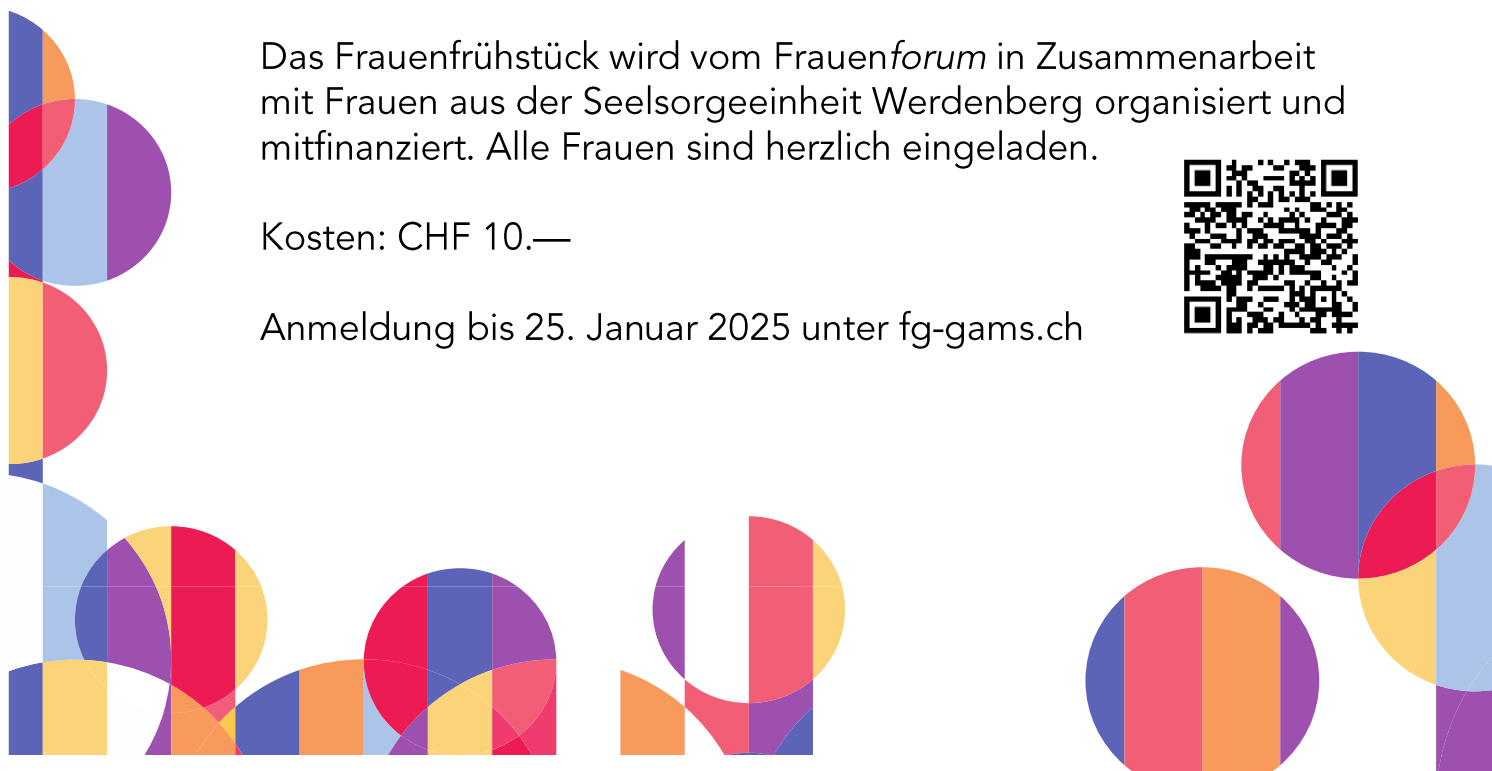 Das Frauenfrühstück wird vom Frauenforum in Zusammenarbeit
mit Frauen aus der Seelsorgeeinheit Werdenberg organisiert und
mitfinanziert. Alle Frauen sind herzlich eingeladen.
Kosten: CHF 10.—
Anmeldung bis 25. Januar 2025 unter fg-gams.ch